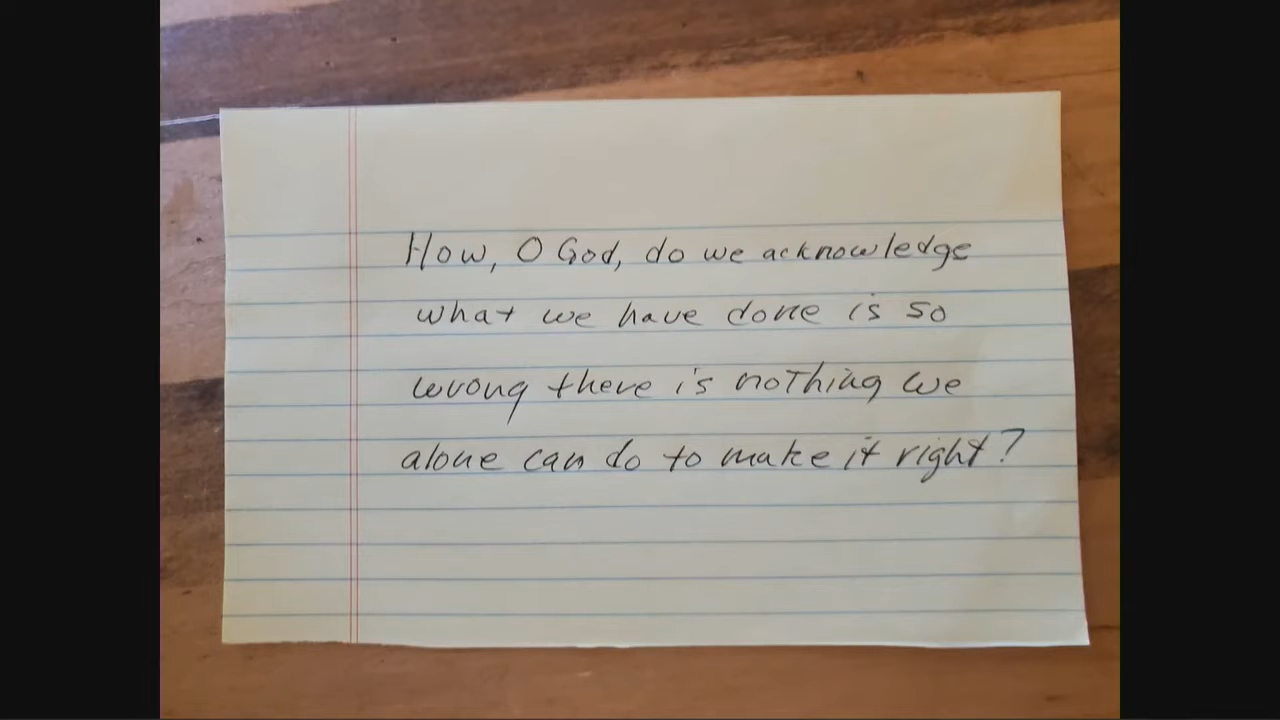 How, O God, do we acknowledge
what we have done is so
wrong there is nothing we
alone can do to make it right?